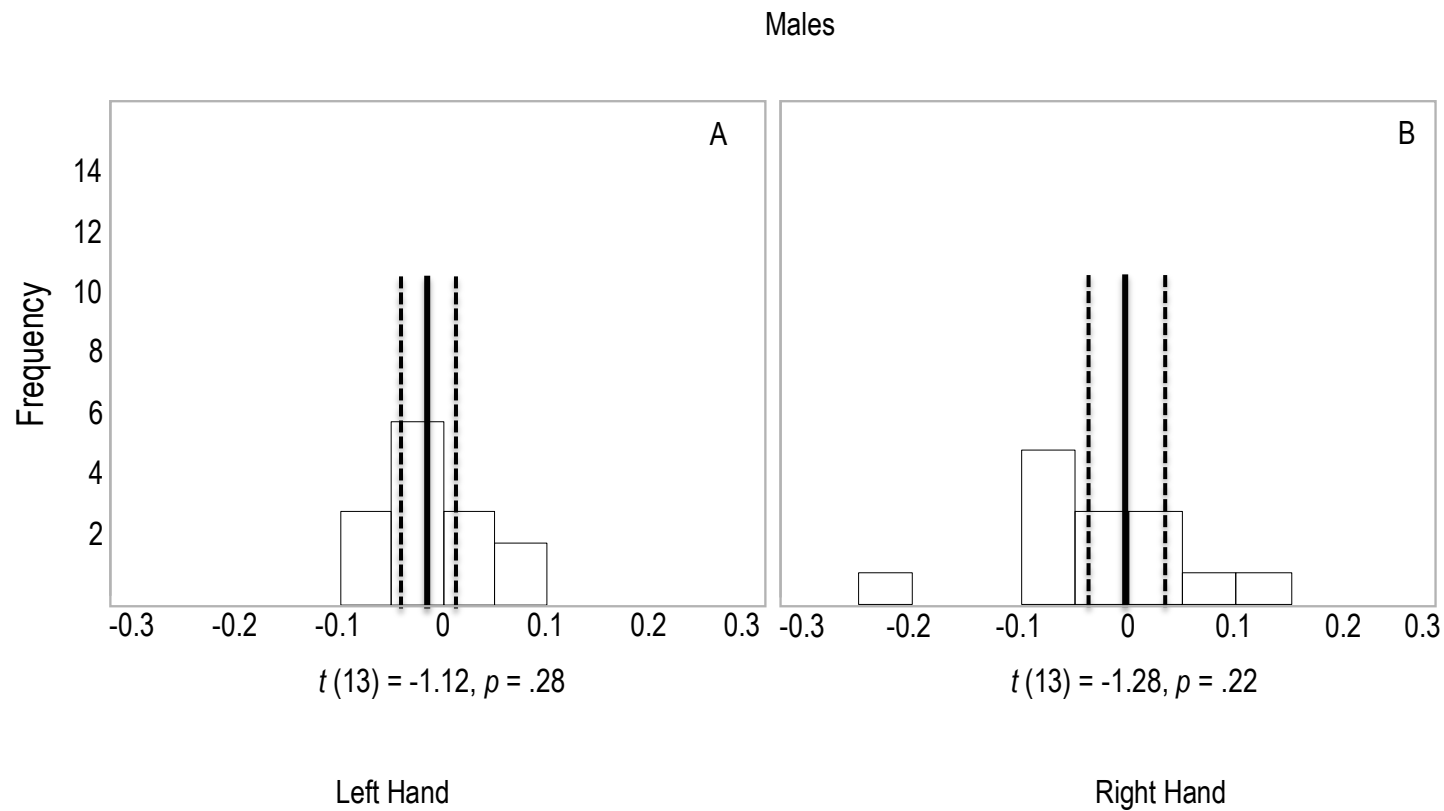 Males
A
B
Frequency
14
12
10
8
6
4
2
-0.3 -0.2 -0.1 0 0.1 0.2 0.3
-0.3 -0.2 -0.1 0 0.1 0.2 0.3
t (13) = -1.12, p = .28
t (13) = -1.28, p = .22
Left Hand
Right Hand